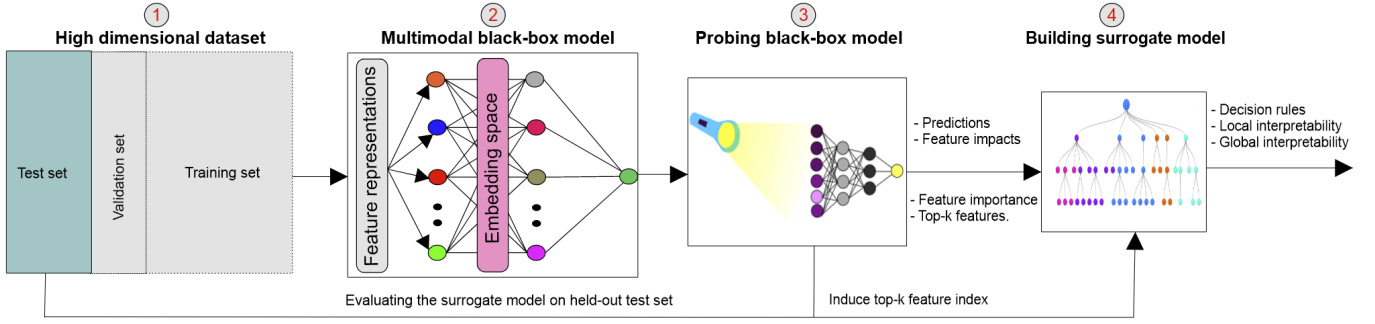 1
High dimensional dataset
Test set
Validation set
Training set
2
Multimodal black-box model
Feature representations
Embedding space
3
Probing black-box model
- Predictions
- Feature impacts
- Feature importance
- Top-k features.
4
Building surrogate model
- Decision rules
- Local interpretability
- Global interpretability
Evaluating the surrogate model on held-out test set
Induce top-k feature index